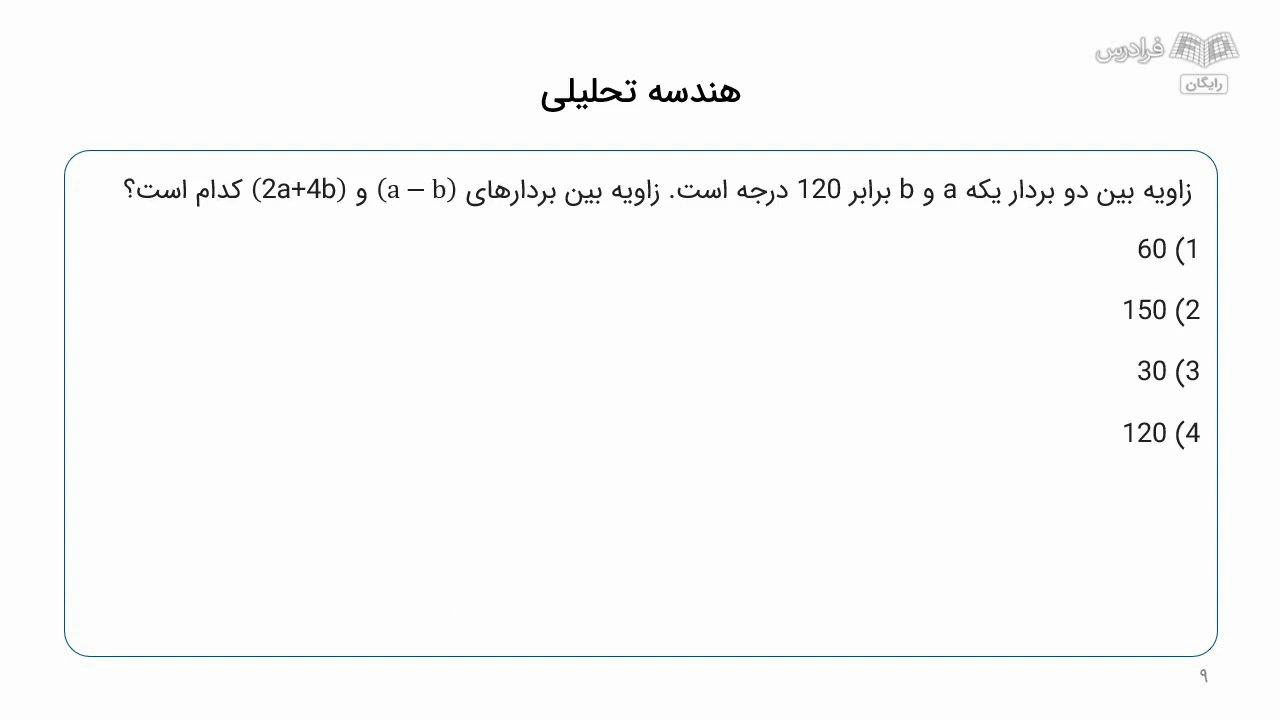 فرادرس
رایگان
هندسه تحلیلی
زاویه بین دو بردار یکه a و b برابر 120 درجه است. زاویه بین بردارهای (a − b) و (2a+4b) کدام است؟
1) 60
2) 150
3) 30
4) 120
۹